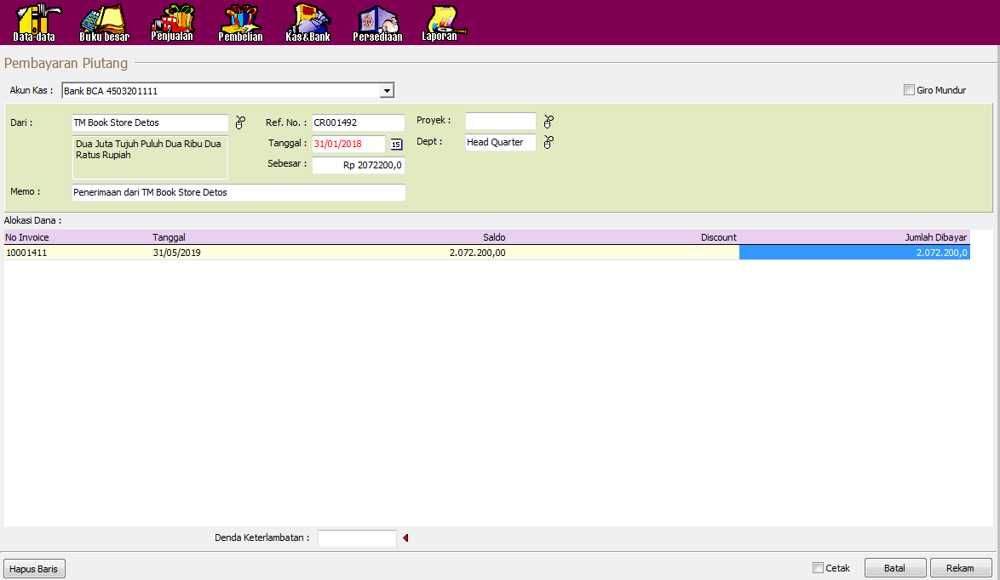 Data-data Buku besar Penjualan Pembelian Kas&Bank Persediaan Laporan
Pembayaran Piutang
Akun Kas : Bank BCA 4503201111 Giro Mundur
Dari : TM Book Store Detos Ref. No. : CR001492 Proyek :
Dua Juta Tujuh Puluh Dua Ribu Dua
Ratus Rupiah
Tanggal : 31/01/2018 15 Dept : Head Quarter
Sebesar : Rp 2072200,0
Memo : Penerimaan dari TM Book Store Detos
Alokasi Dana :
No Invoice Tanggal Saldo Discount Jumlah Dibayar
10001411 31/05/2019 2.072.200,00 2.072.200,0
Denda Keterlambatan :
Hapus Baris Cetak Batal Rekam